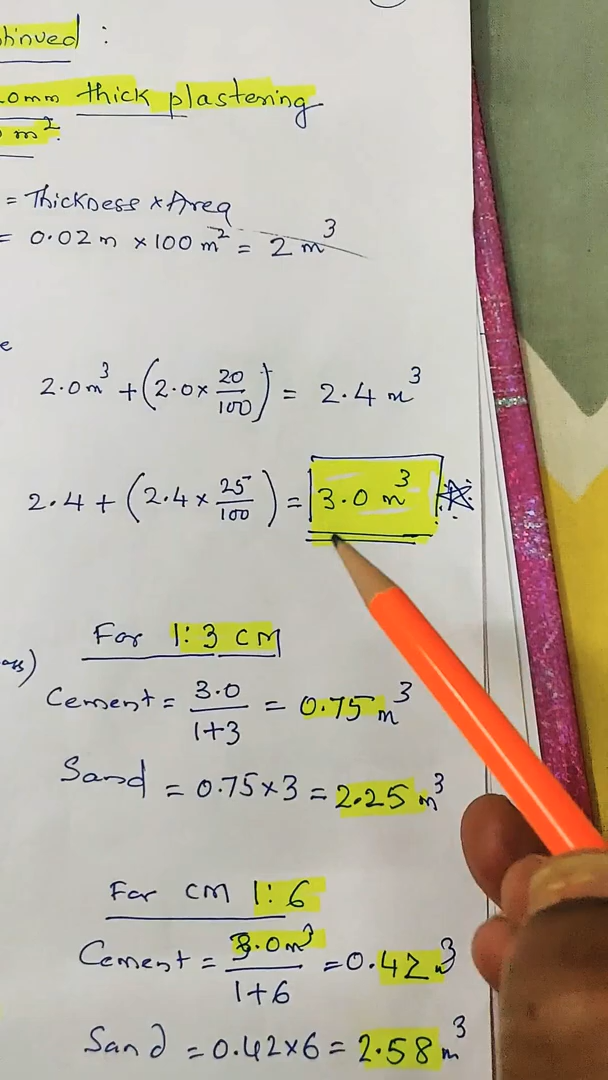 tinued :
0mm thick plastering
0 m².
= Thickness × Area
= 0.02 m × 100 m² = 2 m³
e
2.0 m³ + (2.0 × 20/100) = 2.4 m³
2.4 + (2.4 × 25/100) = 3.0 m³
For 1:3 CM
Cement = 3.0/1+3 = 0.75 m³
Sand = 0.75 × 3 = 2.25 m³
For CM 1:6
Cement = 3.0 m³/1+6 = 0.42 m³
Sand = 0.42 × 6 = 2.58 m³